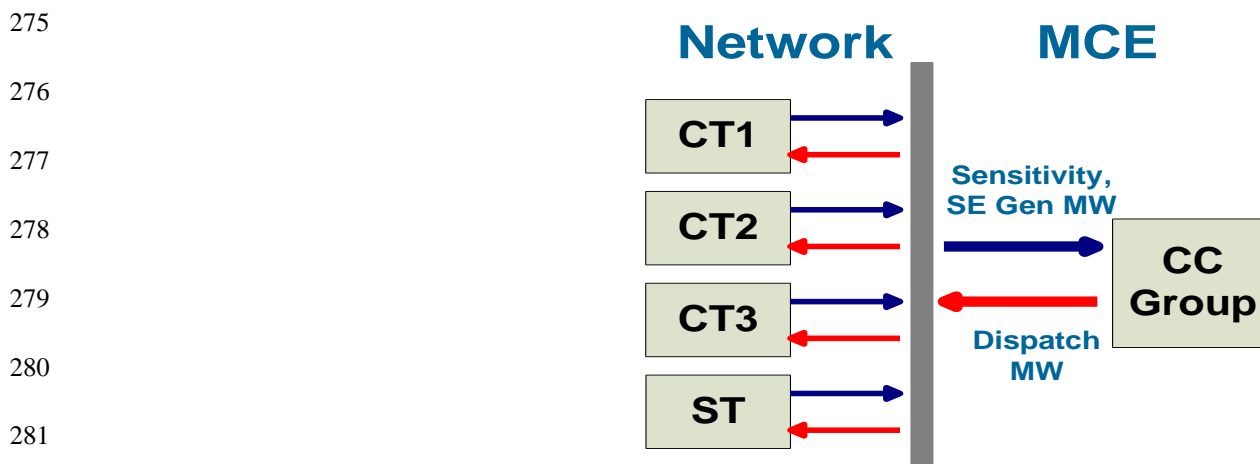 275
Network MCE
276
CT1
277
Sensitivity,
SE Gen MW
CT2
278
CC
Group
279
CT3
Dispatch
MW
280
ST
281